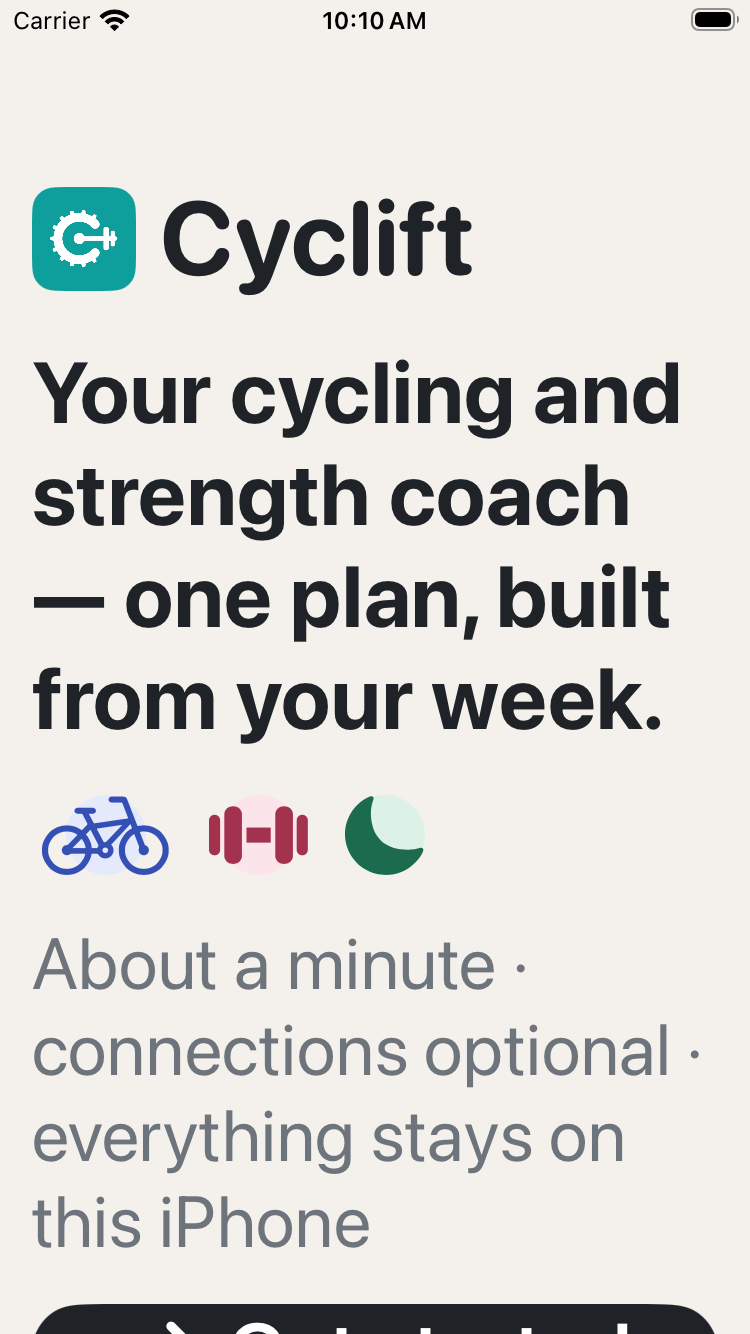 Carrier 10:10 AM
Cyclift
Your cycling and
strength coach
— one plan, built
from your week.
About a minute ·
connections optional ·
everything stays on
this iPhone